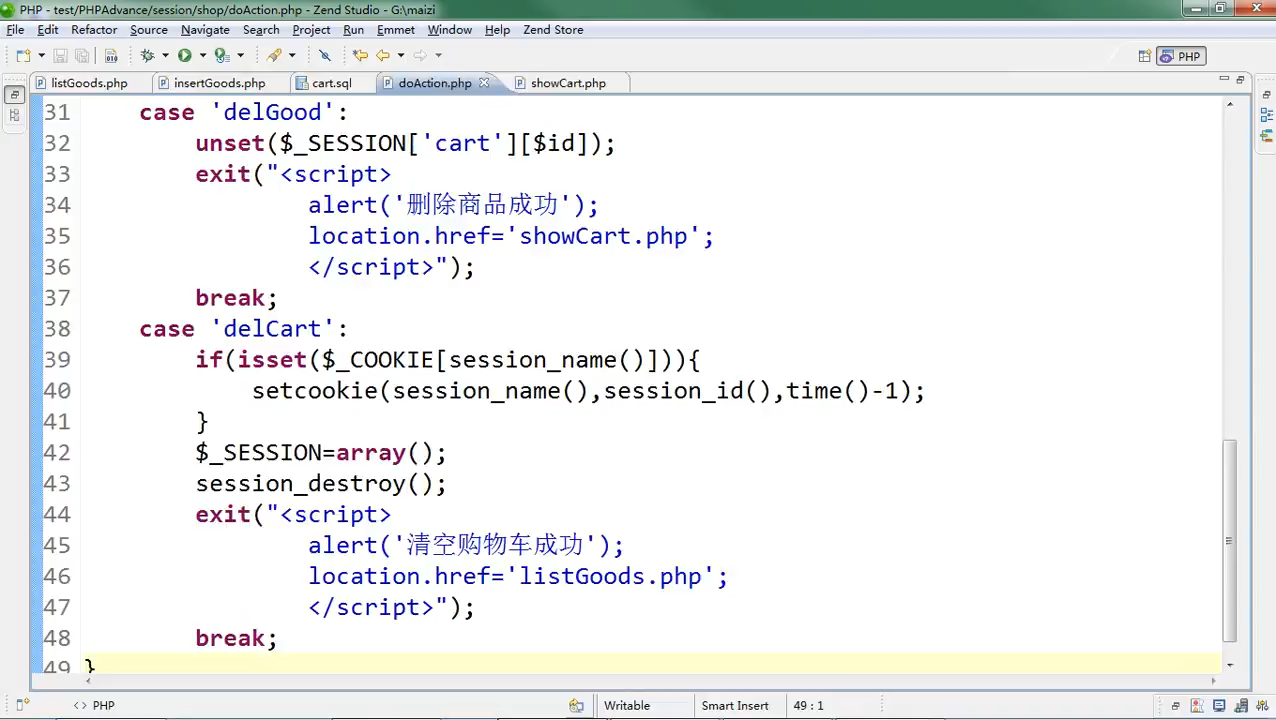 PHP - test/PHPAdvance/session/shop/doAction.php - Zend Studio - G:\maizi
File Edit Refactor Source Navigate Search Project Run Emmet Window Help Zend Store
PHP
listGoods.php insertGoods.php cart.sql doAction.php showCart.php
31 case 'delGood':
32 unset($_SESSION['cart'][$id]);
33 exit("<script>
34 alert('删除商品成功');
35 location.href='showCart.php';
36 </script>");
37 break;
38 case 'delCart':
39 if(isset($_COOKIE[session_name()])){
40 setcookie(session_name(),session_id(),time()-1);
41 }
42 $_SESSION=array();
43 session_destroy();
44 exit("<script>
45 alert('清空购物车成功');
46 location.href='listGoods.php';
47 </script>");
48 break;
49 }
<> PHP Writable Smart Insert 49 : 1